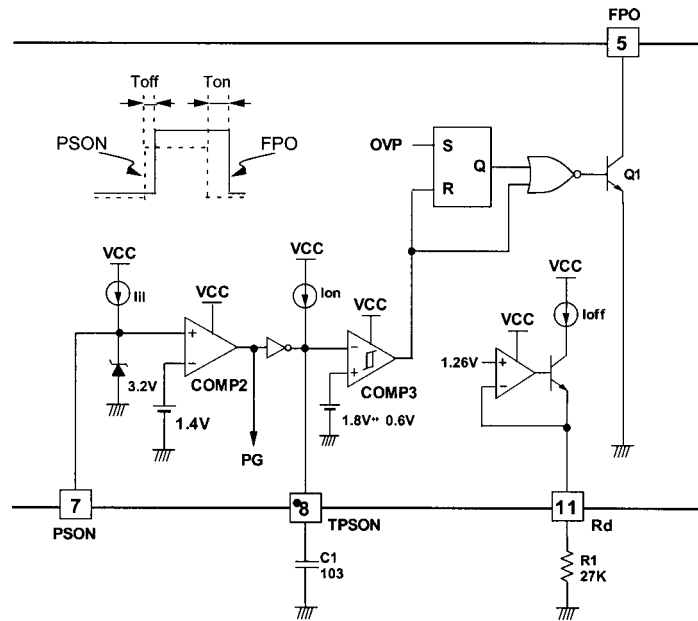 FPO
5
Toff
Ton
PSON
FPO
OVP
S
Q
R
Q1
VCC
VCC
VCC
Iil
VCC
Ion
VCC
Ioff
VCC
+
−
COMP2
−
+
COMP3
1.26V
+
−
3.2V
1.4V
1.8V↔ 0.6V
PG
7
8
11
PSON
TPSON
Rd
C1
103
R1
27K